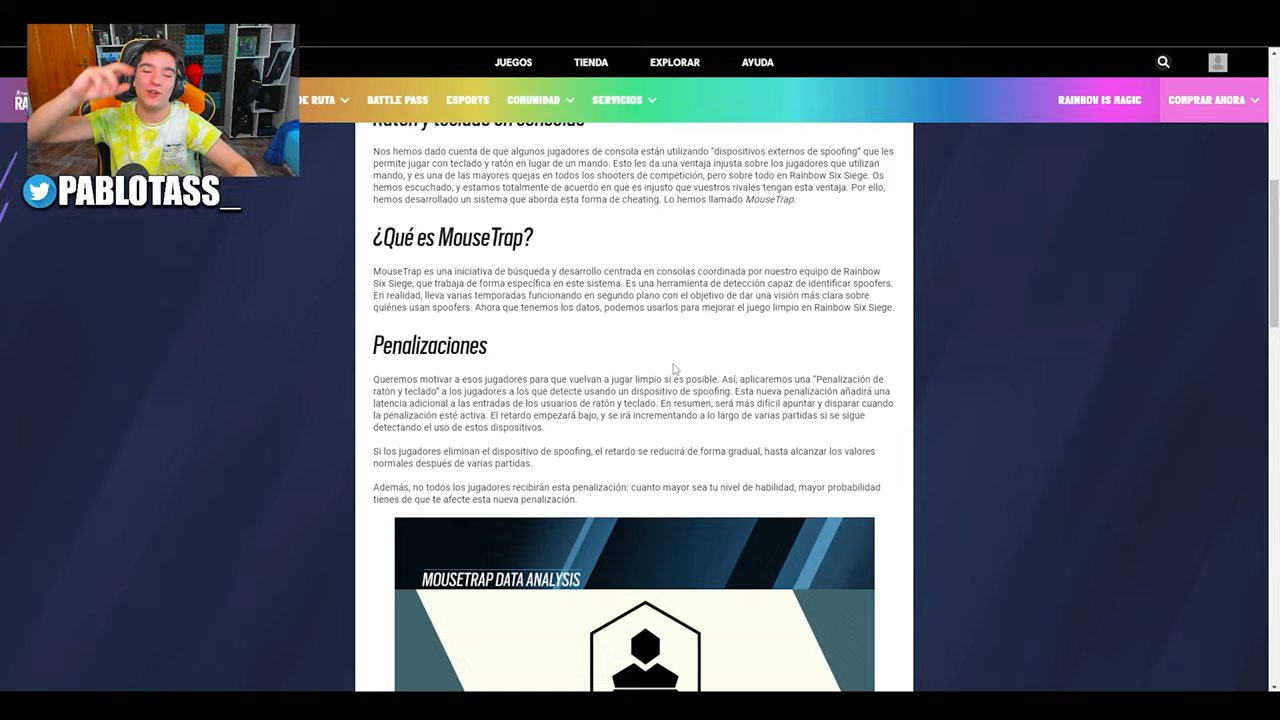 JUEGOS TIENDA EXPLORAR AYUDA
RA
DE RUTA BATTLE PASS ESPORTS COMUNIDAD SERVICIOS RAINBOW IS MAGIC COMPRAR AHORA
Ratón y teclado en consolas
PABLOTASS_
Nos hemos dado cuenta de que algunos jugadores de consola están utilizando “dispositivos externos de spoofing” que les
permite jugar con teclado y ratón en lugar de un mando. Esto les da una ventaja injusta sobre los jugadores que utilizan
mando, y es una de las mayores quejas en todos los shooters de competición, pero sobre todo en Rainbow Six Siege. Os
hemos escuchado, y estamos totalmente de acuerdo en que es injusto que vuestros rivales tengan esta ventaja. Por ello,
hemos desarrollado un sistema que aborda esta forma de cheating. Lo hemos llamado MouseTrap.
¿Qué es MouseTrap?
MouseTrap es una iniciativa de búsqueda y desarrollo centrada en consolas coordinada por nuestro equipo de Rainbow
Six Siege, que trabaja de forma específica en este sistema. Es una herramienta de detección capaz de identificar spoofers.
En realidad, lleva varias temporadas funcionando en segundo plano con el objetivo de dar una visión más clara sobre
quiénes usan spoofers. Ahora que tenemos los datos, podemos usarlos para mejorar el juego limpio en Rainbow Six Siege.
Penalizaciones
Queremos motivar a esos jugadores para que vuelvan a jugar limpio si es posible. Así, aplicaremos una “Penalización de
ratón y teclado” a los jugadores a los que detecte usando un dispositivo de spoofing. Esta nueva penalización añadirá una
latencia adicional a las entradas de los usuarios de ratón y teclado. En resumen, será más difícil apuntar y disparar cuando
la penalización esté activa. El retardo empezará bajo, y se irá incrementando a lo largo de varias partidas si se sigue
detectando el uso de estos dispositivos.
Si los jugadores eliminan el dispositivo de spoofing, el retardo se reducirá de forma gradual, hasta alcanzar los valores
normales después de varias partidas.
Además, no todos los jugadores recibirán esta penalización: cuanto mayor sea tu nivel de habilidad, mayor probabilidad
tienes de que te afecte esta nueva penalización.
MOUSETRAP DATA ANALYSIS